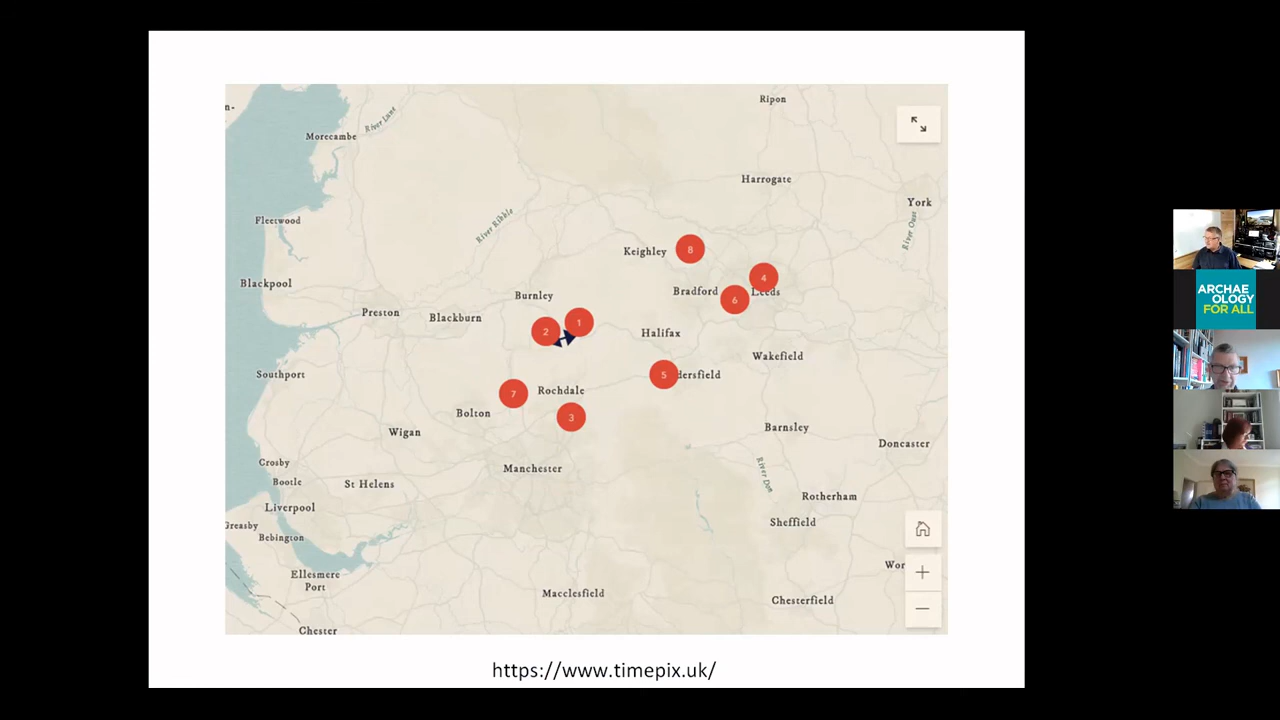 n-
Ripon
River Lune
Morecambe
Harrogate
York
Fleetwood
River Ribble
River Ouse
Keighley
8
4
Blackpool
Bradford
Leeds
6
Burnley
ARCHAE
OLOGY
FOR ALL
Preston
Blackburn
2
1
Halifax
Wakefield
Southport
5
dersfield
7
Rochdale
Bolton
3
Barnsley
Wigan
Doncaster
Crosby
Manchester
River Don
Bootle
St Helens
Rotherham
Liverpool
Sheffield
Greasby
Bebington
Wor
Ellesmere
Port
Macclesfield
Chesterfield
Chester
https://www.timepix.uk/